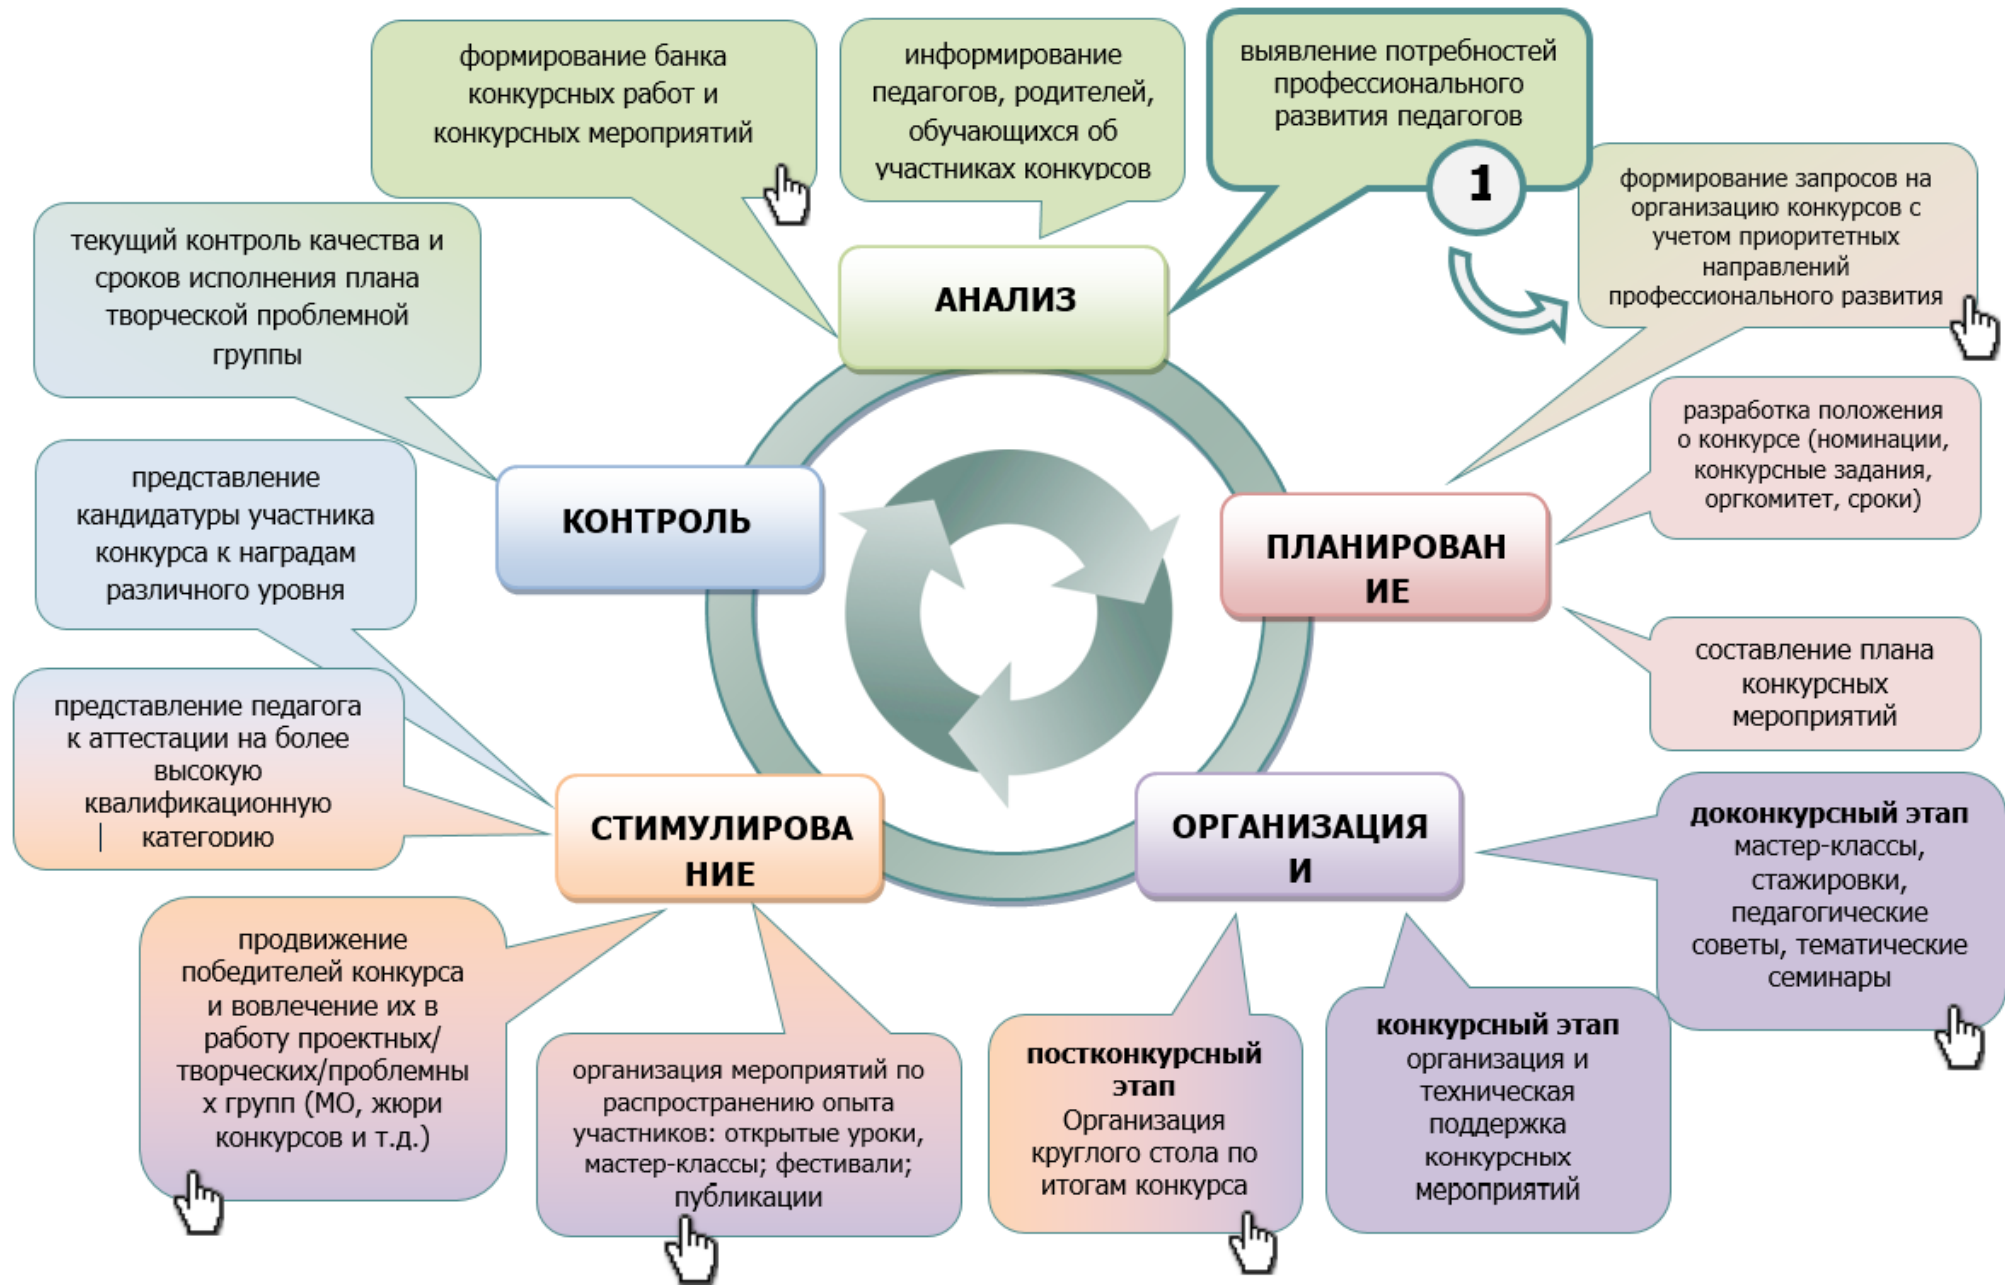 формирование банка
конкурсных работ и
конкурсных мероприятий
информирование
педагогов, родителей,
обучающихся об
участниках конкурсов
выявление потребностей
профессионального
развития педагогов
1
формирование запросов на
организацию конкурсов с
учетом приоритетных
направлений
профессионального развития
текущий контроль качества и
сроков исполнения плана
творческой проблемной
группы
АНАЛИЗ
разработка положения
о конкурсе (номинации,
конкурсные задания,
оргкомитет, сроки)
представление
кандидатуры участника
конкурса к наградам
различного уровня
КОНТРОЛЬ
ПЛАНИРОВАН
ИЕ
составление плана
конкурсных
мероприятий
представление педагога
к аттестации на более
высокую
квалификационную
категорию
СТИМУЛИРОВА
НИЕ
ОРГАНИЗАЦИЯ
И
доконкурсный этап
мастер-классы,
стажировки,
педагогические
советы, тематические
семинары
продвижение
победителей конкурса
и вовлечение их в
работу проектных/
творческих/проблемны
х групп (МО, жюри
конкурсов и т.д.)
организация мероприятий по
распространению опыта
участников: открытые уроки,
мастер-классы; фестивали;
публикации
постконкурсный
этап
Организация
круглого стола по
итогам конкурса
конкурсный этап
организация и
техническая
поддержка
конкурсных
мероприятий